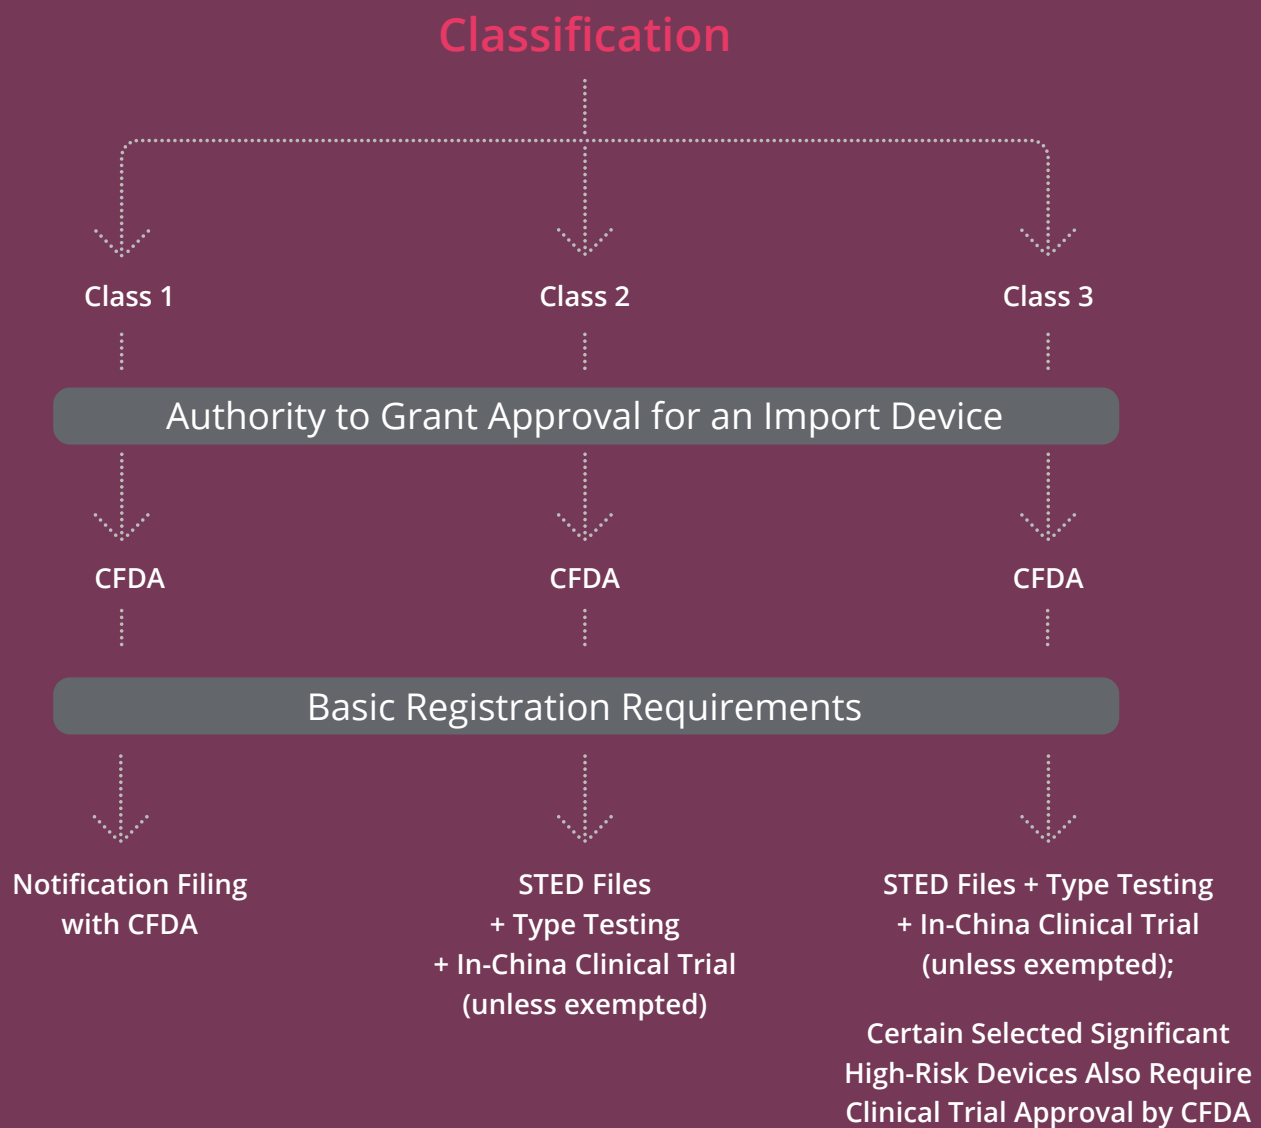 Classification
Class 1
Class 2
Class 3
Authority to Grant Approval for an Import Device
CFDA
CFDA
CFDA
Basic Registration Requirements
Notification Filing
with CFDA
STED Files
+ Type Testing
+ In-China Clinical Trial
(unless exempted)
STED Files + Type Testing
+ In-China Clinical Trial
(unless exempted);
Certain Selected Significant
High-Risk Devices Also Require
Clinical Trial Approval by CFDA